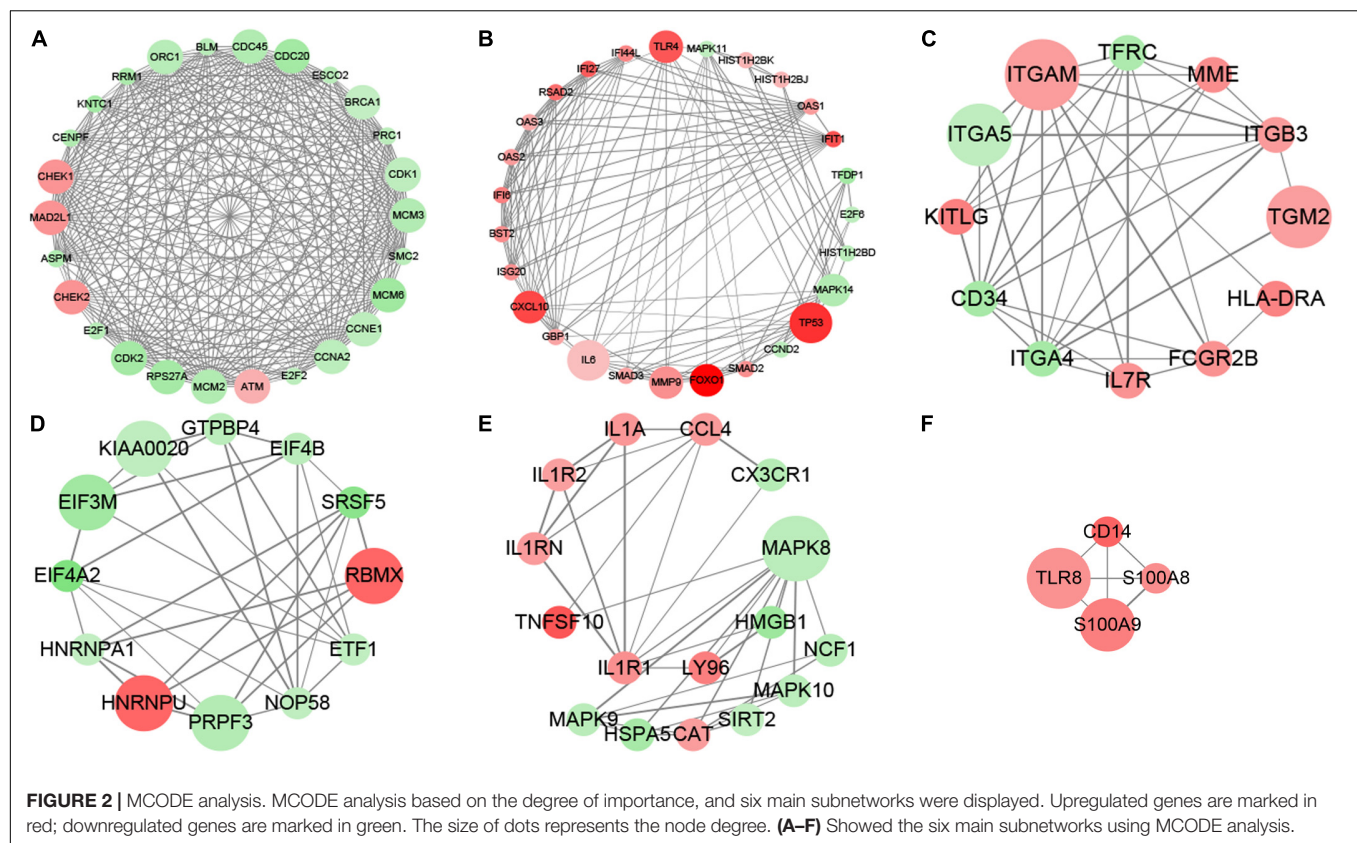 A
BLM
CDC45
CDC20
ESCO2
BRCA1
PRC1
CDK1
MCM3
SMC2
MCM6
CCNE1
CCNA2
E2F2
ATM
MCM2
RPS27A
CDK2
E2F1
CHEK2
ASPM
MAD2L1
CHEK1
CENPF
KNTC1
RRM1
ORC1
B
TLR4
MAPK11
HIST1H2BK
HIST1H2BJ
OAS1
IFIT1
TFDP1
E2F6
HIST1H2BD
MAPK14
TP53
CCND2
SMAD2
FOXO1
MMP9
SMAD3
IL6
GBP1
CXCL10
ISG20
BST2
IFI6
OAS2
OAS3
RSAD2
IFI27
IFI44L
C
TFRC
MME
ITGB3
TGM2
HLA-DRA
FCGR2B
IL7R
ITGA4
CD34
KITLG
ITGA5
ITGAM
D
GTPBP4
EIF4B
SRSF5
RBMX
ETF1
NOP58
PRPF3
HNRNPU
HNRNPA1
EIF4A2
EIF3M
KIAA0020
E
IL1A
CCL4
CX3CR1
MAPK8
HMGB1
NCF1
MAPK10
SIRT2
CAT
HSPA5
MAPK9
LY96
IL1R1
TNFSF10
IL1RN
IL1R2
F
CD14
TLR8
S100A8
S100A9
FIGURE 2 | MCODE analysis. MCODE analysis based on the degree of importance, and six main subnetworks were displayed. Upregulated genes are marked in
red; downregulated genes are marked in green. The size of dots represents the node degree. (A–F) Showed the six main subnetworks using MCODE analysis.